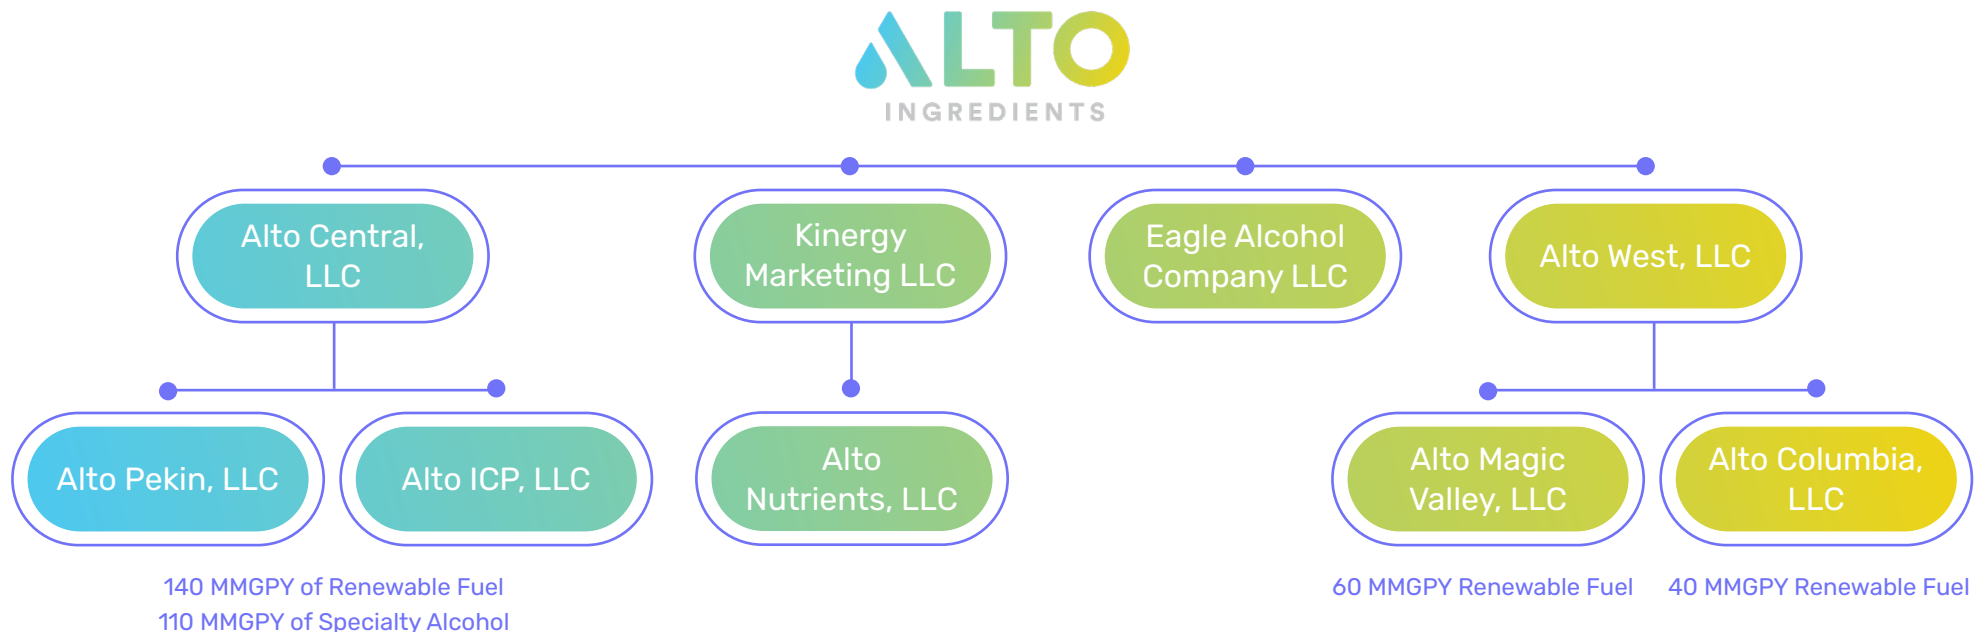 ALTO
INGREDIENTS
Alto Central,
LLC
Kinergy
Marketing LLC
Eagle Alcohol
Company LLC
Alto West, LLC
Alto Pekin, LLC
Alto ICP, LLC
Alto
Nutrients, LLC
Alto Magic
Valley, LLC
Alto Columbia,
LLC
140 MMGPY of Renewable Fuel
110 MMGPY of Specialty Alcohol
60 MMGPY Renewable Fuel
40 MMGPY Renewable Fuel